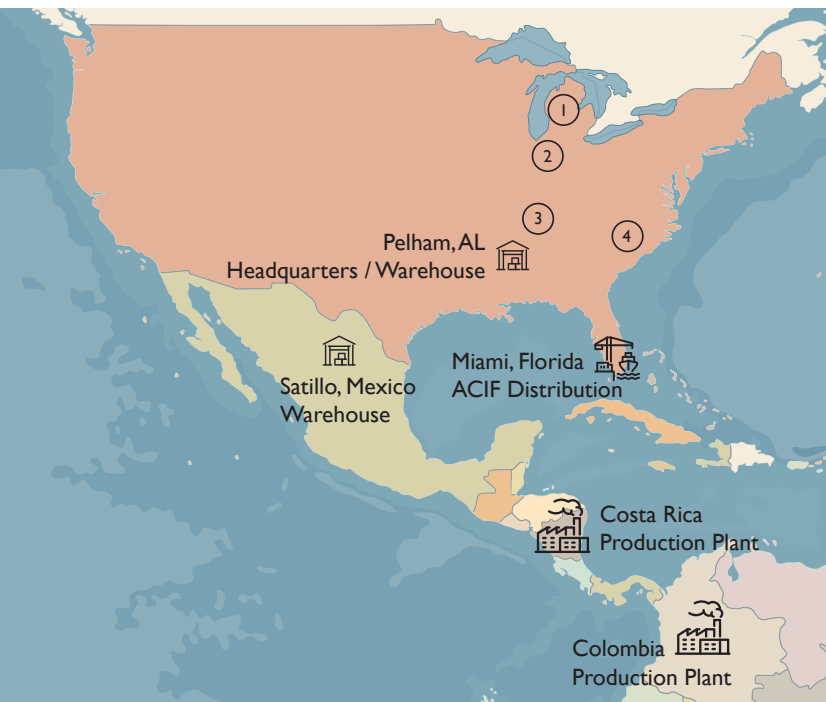 1
2
3
4
Pelham, AL
Headquarters / Warehouse
Satillo, Mexico
Warehouse
Miami, Florida
ACIF Distribution
Costa Rica
Production Plant
Colombia
Production Plant